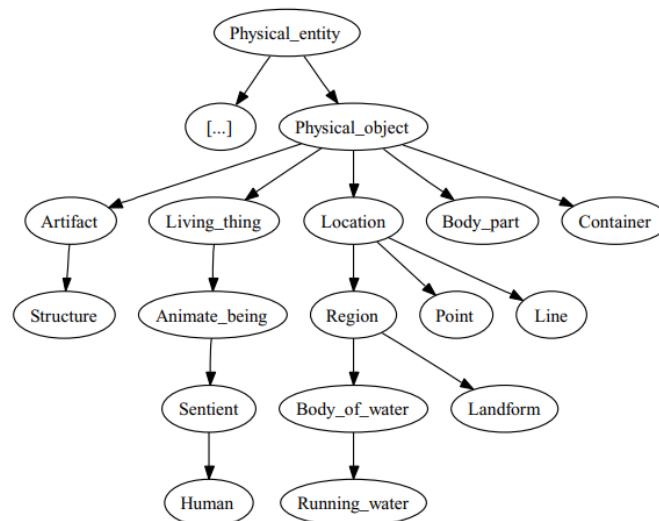 Physical_entity
[...]
Physical_object
Artifact
Living_thing
Location
Body_part
Container
Structure
Animate_being
Region
Point
Line
Sentient
Body_of_water
Landform
Human
Running_water